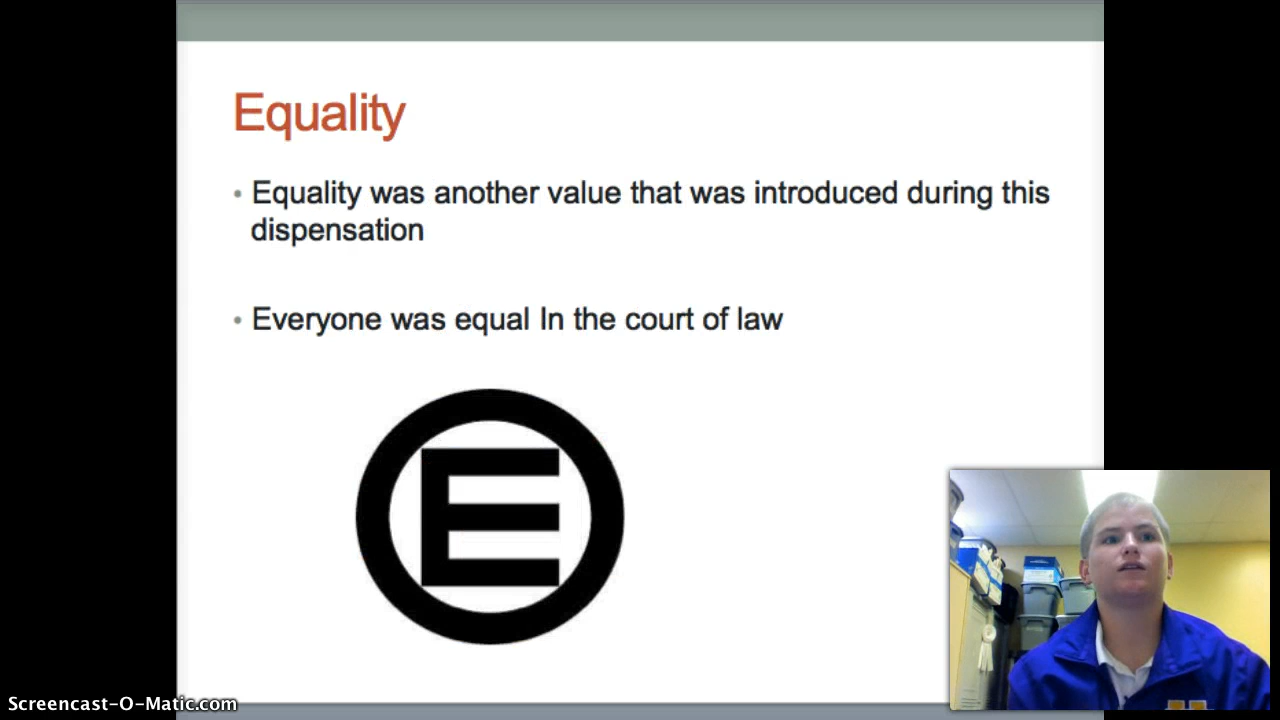 Equality
• Equality was another value that was introduced during this
dispensation
• Everyone was equal In the court of law
E
Screencast-O-Matic.com